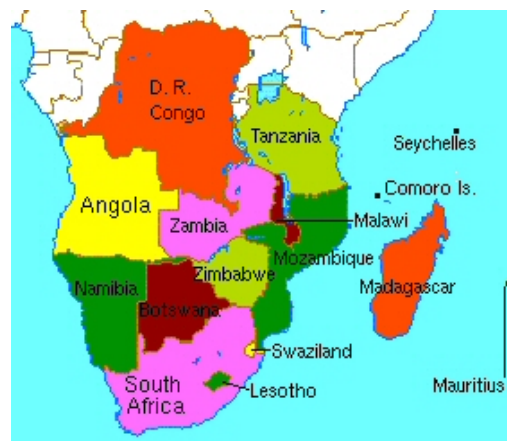 D. R.
Congo
Tanzania
Seychelles
Comoro Is.
Angola
Zambia
Malawi
Mozambique
Zimbabwe
Namibia
Madagascar
Botswana
Swaziland
South
Africa
Lesotho
Mauritius